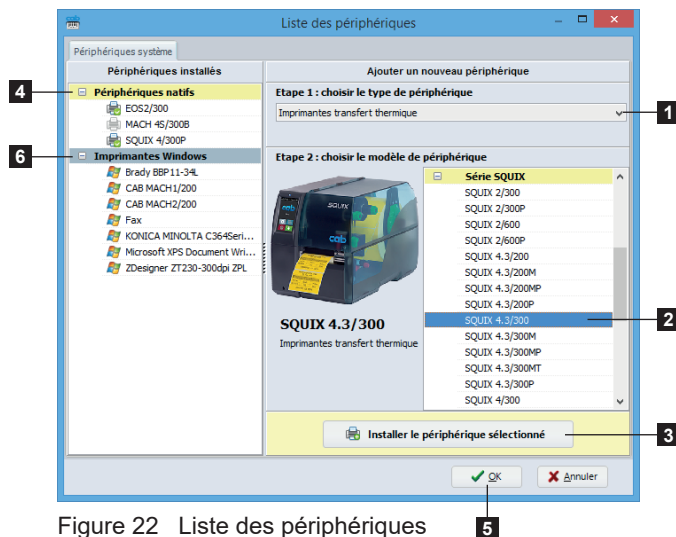 Liste des périphériques
Périphériques système
Périphériques installés
Périphériques natifs
EOS2/300
MACH 4S/300B
SQUIX 4/300P
Imprimantes Windows
Brady BBP11-34L
CAB MACH1/200
CAB MACH2/200
Fax
KONICA MINOLTA C364Seri...
Microsoft XPS Document Wri...
ZDesigner ZT230-300dpi ZPL
Ajouter un nouveau périphérique
Etape 1 : choisir le type de périphérique
Imprimantes transfert thermique
Etape 2 : choisir le modèle de périphérique
SQUIX
cab
cab
SQUIX 4.3/300
Imprimantes transfert thermique
Série SQUIX
SQUIX 2/300
SQUIX 2/300P
SQUIX 2/600
SQUIX 2/600P
SQUIX 4.3/200
SQUIX 4.3/200M
SQUIX 4.3/200MP
SQUIX 4.3/200P
SQUIX 4.3/300
SQUIX 4.3/300M
SQUIX 4.3/300MP
SQUIX 4.3/300MT
SQUIX 4.3/300P
SQUIX 4/300
Installer le périphérique sélectionné
OK
Annuler
4
6
1
2
3
5
Figure 22 Liste des périphériques